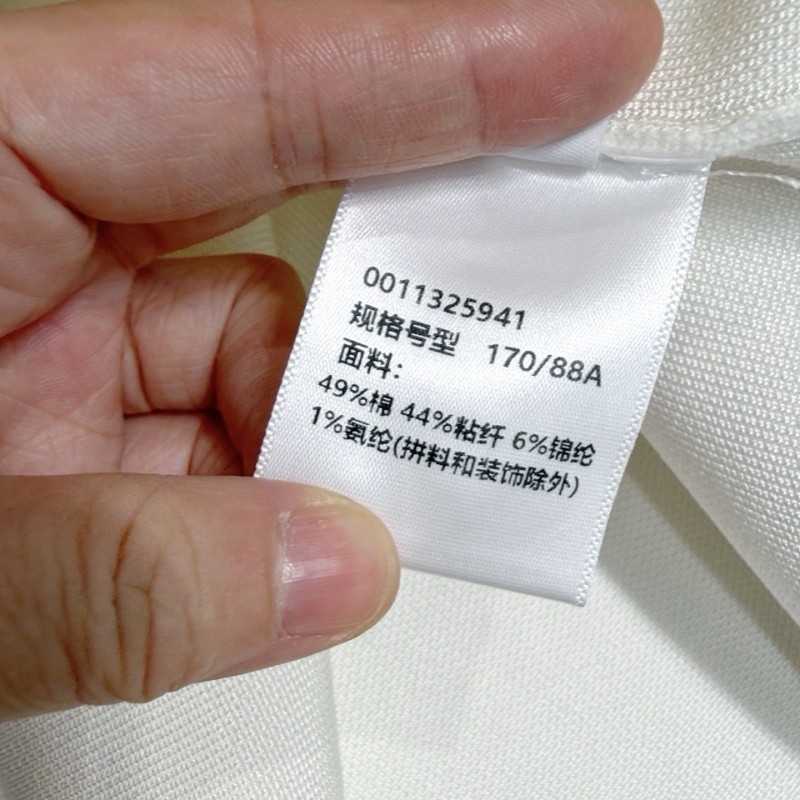 0011325941
规格号型 170/88A
面料:
49%棉 44%粘纤 6%锦纶
1%氨纶(拼料和装饰除外)